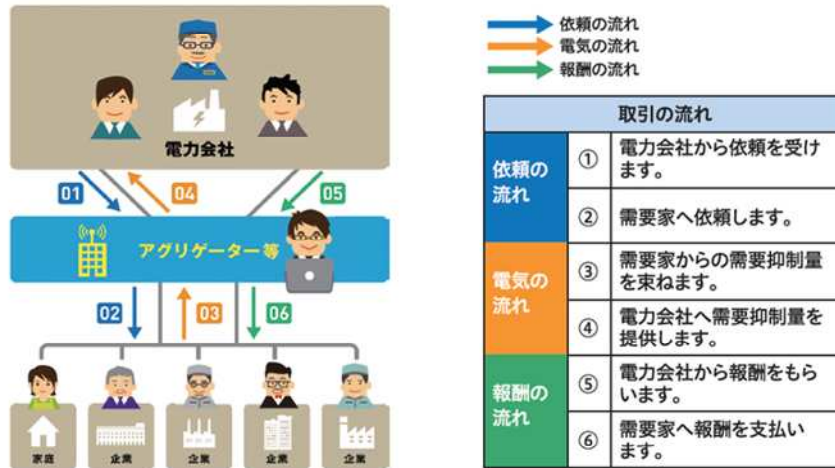 電力会社
01
04
05
アグリゲーター等
02
03
06
家庭
企業
企業
企業
企業
依頼の流れ
電気の流れ
報酬の流れ
取引の流れ
依頼の
流れ
①
電力会社から依頼を受け
ます。
②
需要家へ依頼します。
電気の
流れ
③
需要家からの需要抑制量
を束ねます。
④
電力会社へ需要抑制量を
提供します。
報酬の
流れ
⑤
電力会社から報酬をもら
います。
⑥
需要家へ報酬を支払い
ます。